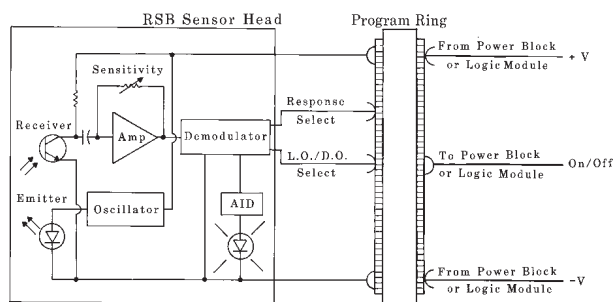 RSB Sensor Head
Program Ring
Sensitivity
From Power Block
or Logic Module
+ V
Receiver
Amp
Response
Select
Demodulator
L.O./D.O.
Select
To Power Block
or Logic Module
On/Off
Emitter
Oscillator
AID
From Power Block
or Logic Module
-V